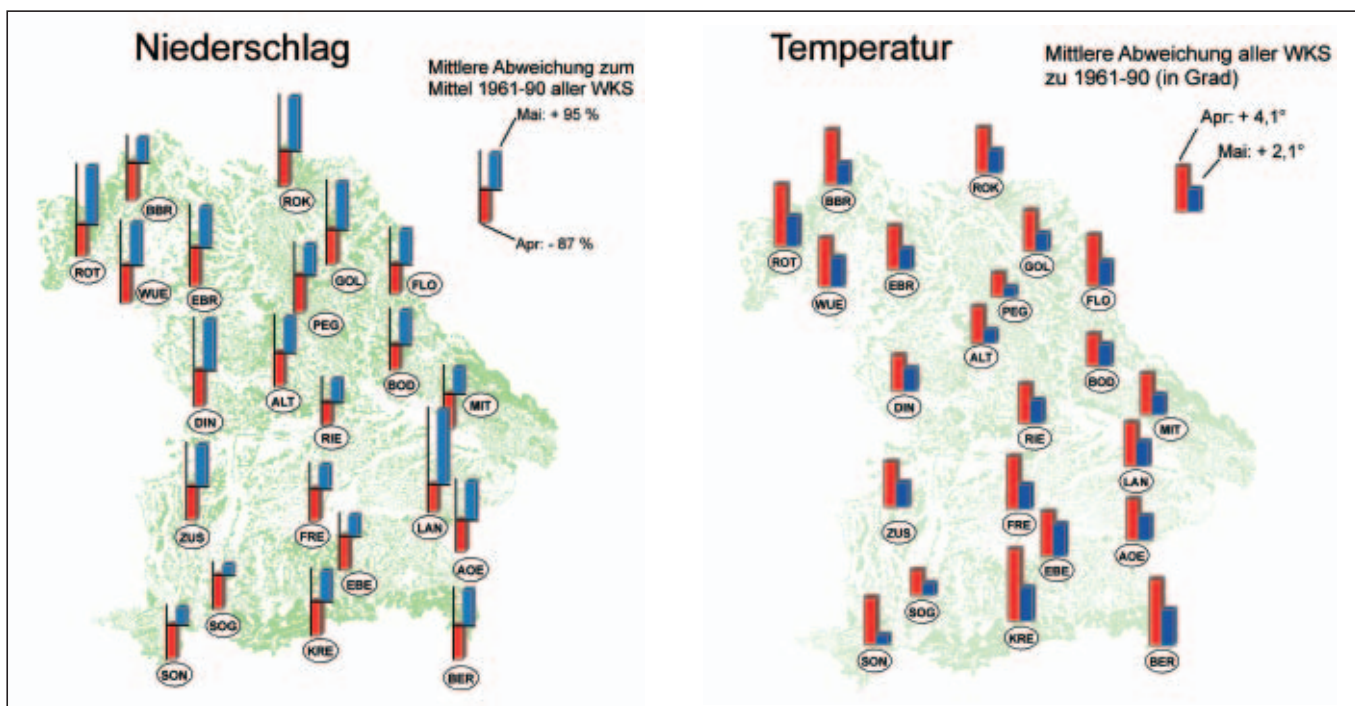 Niederschlag
Mittlere Abweichung zum
Mittel 1961-90 aller WKS
Mai: + 95 %
Apr: - 87 %
ROK
BBR
ROT
WUE
EBR
GOL
FLO
PEG
ALT
BOD
MIT
DIN
RIE
ZUS
FRE
LAN
AOE
EBE
SOG
KRE
SON
BER
Temperatur
Mittlere Abweichung aller WKS
zu 1961-90 (in Grad)
Apr: + 4,1°
Mai: + 2,1°
ROK
BBR
ROT
WUE
EBR
GOL
FLO
PEG
ALT
BOD
DIN
RIE
MIT
LAN
ZUS
FRE
AOE
EBE
SOG
KRE
SON
BER